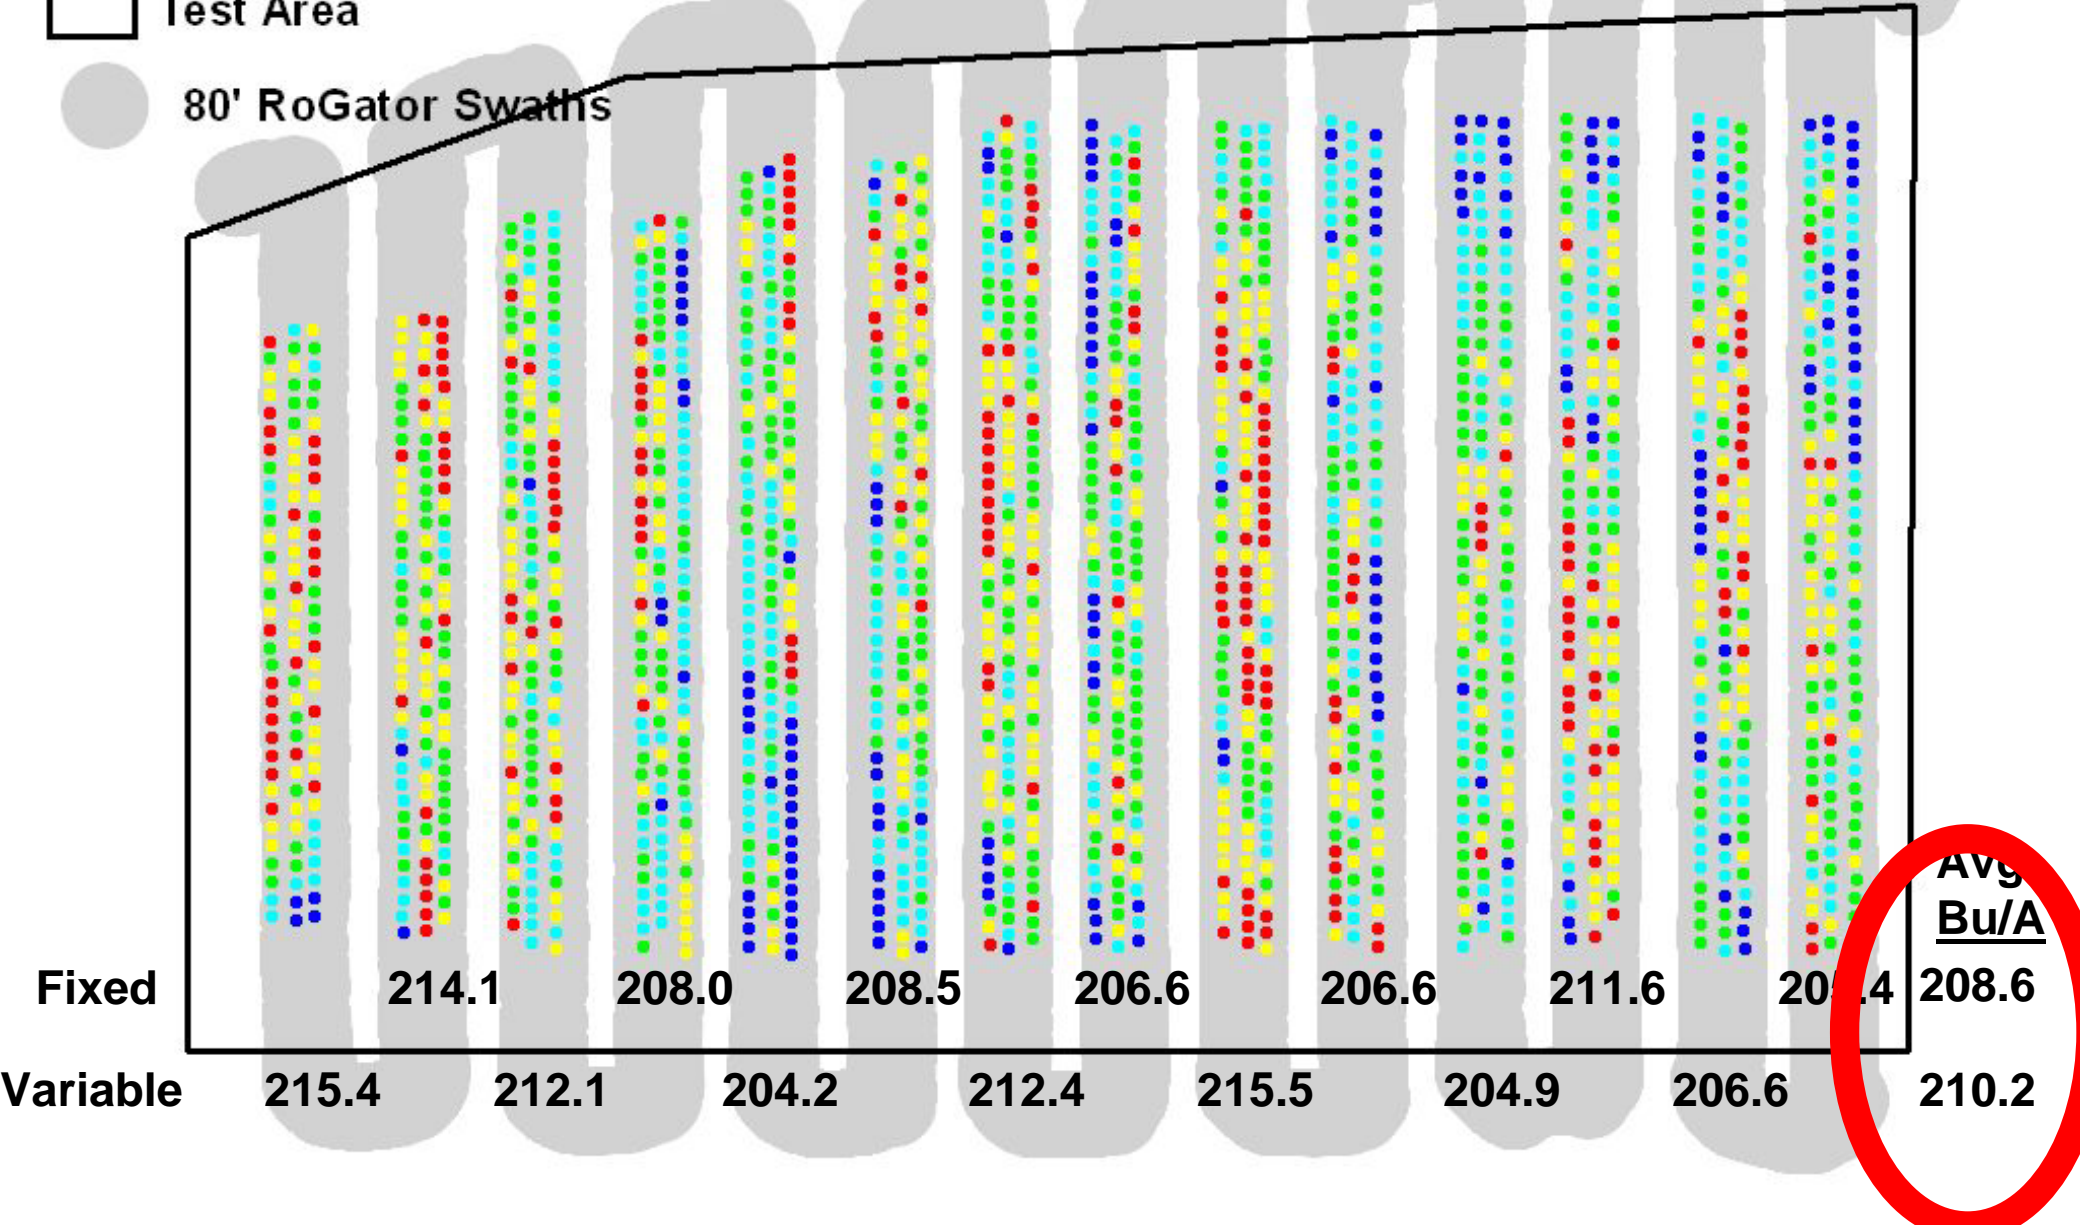 Test Area
80' RoGator Swaths
Avg
Bu/A
Fixed 214.1 208.0 208.5 206.6 206.6 211.6 205.4 208.6
Variable 215.4 212.1 204.2 212.4 215.5 204.9 206.6 210.2